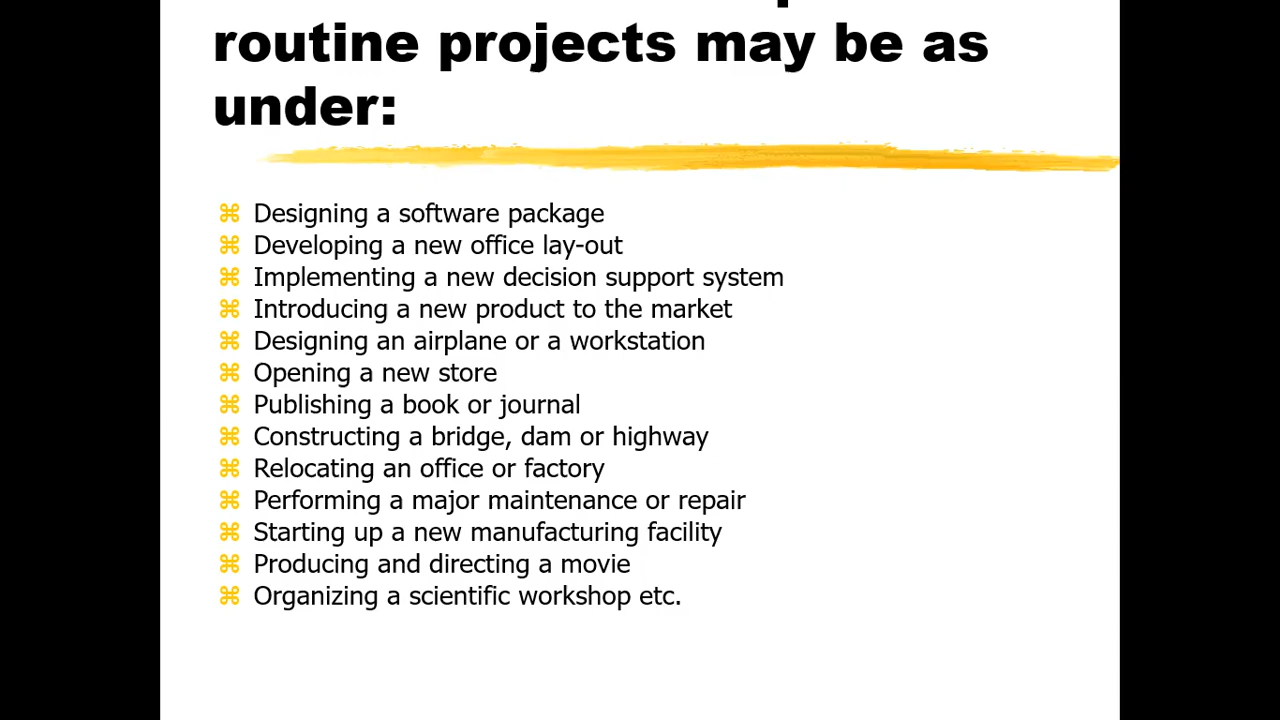 routine projects may be as
under:
⌘ Designing a software package
⌘ Developing a new office lay-out
⌘ Implementing a new decision support system
⌘ Introducing a new product to the market
⌘ Designing an airplane or a workstation
⌘ Opening a new store
⌘ Publishing a book or journal
⌘ Constructing a bridge, dam or highway
⌘ Relocating an office or factory
⌘ Performing a major maintenance or repair
⌘ Starting up a new manufacturing facility
⌘ Producing and directing a movie
⌘ Organizing a scientific workshop etc.